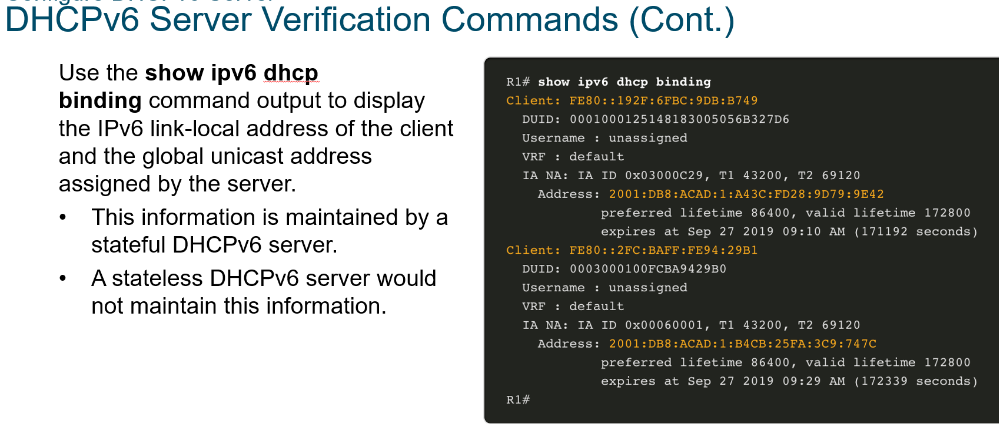 Configure DHCPv6 Server
DHCPv6 Server Verification Commands (Cont.)
Use the show ipv6 dhcp
binding command output to display
the IPv6 link-local address of the client
and the global unicast address
assigned by the server.
• This information is maintained by a
stateful DHCPv6 server.
• A stateless DHCPv6 server would
not maintain this information.
R1# show ipv6 dhcp binding
Client: FE80::192F:6FBC:9DB:B749
DUID: 0001000125148183005056B327D6
Username : unassigned
VRF : default
IA NA: IA ID 0x03000C29, T1 43200, T2 69120
Address: 2001:DB8:ACAD:1:A43C:FD28:9D79:9E42
preferred lifetime 86400, valid lifetime 172800
expires at Sep 27 2019 09:10 AM (171192 seconds)
Client: FE80::2FC:BAFF:FE94:29B1
DUID: 0003000100FCBA9429B0
Username : unassigned
VRF : default
IA NA: IA ID 0x00060001, T1 43200, T2 69120
Address: 2001:DB8:ACAD:1:B4CB:25FA:3C9:747C
preferred lifetime 86400, valid lifetime 172800
expires at Sep 27 2019 09:29 AM (172339 seconds)
R1#